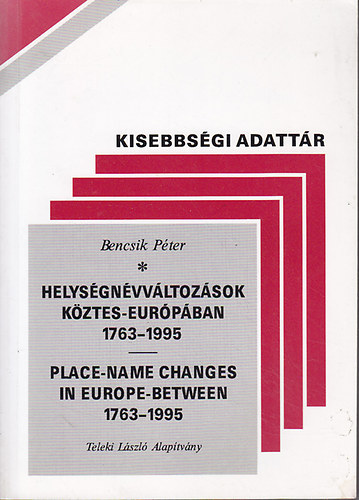 KISEBBSÉGI ADATTÁR
Bencsik Péter
*
HELYSÉGNÉVVÁLTOZÁSOK
KÖZTES-EURÓPÁBAN
1763–1995
PLACE-NAME CHANGES
IN EUROPE-BETWEEN
1763–1995
Teleki László Alapítvány